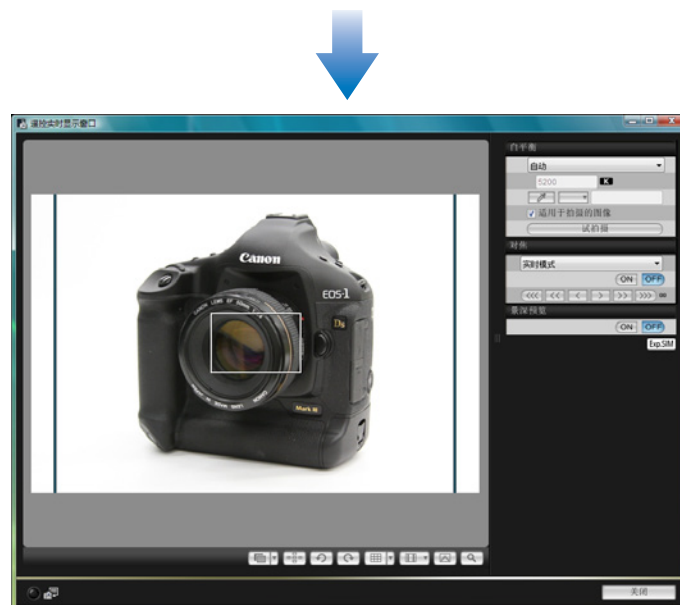 遥控实时显示窗口
白平衡
自动
5200
K
适用于拍摄的图像
试拍摄
对焦
实时模式
ON OFF
<<< << < > >> >>> ∞
景深预览
ON OFF
Exp.SIM
Canon
EOS-1
Ds
Mark III
关闭